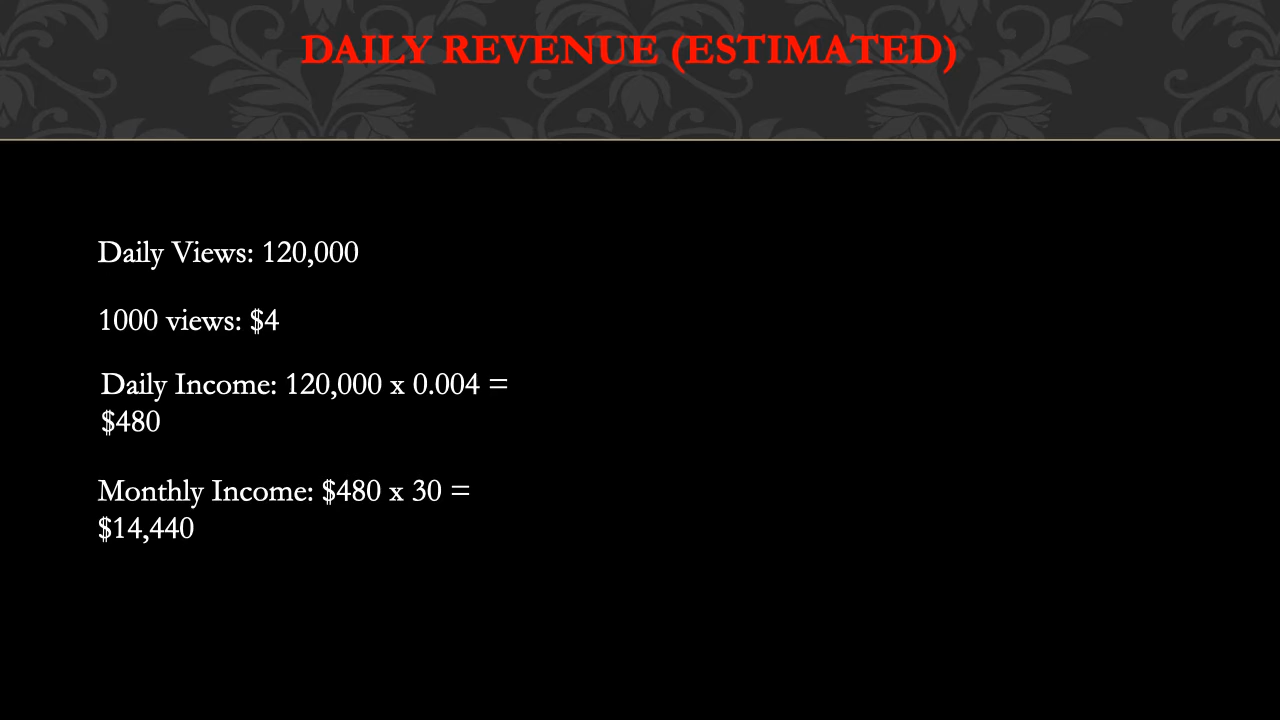 DAILY REVENUE (ESTIMATED)
Daily Views: 120,000
1000 views: $4
Daily Income: 120,000 x 0.004 =
$480
Monthly Income: $480 x 30 =
$14,440